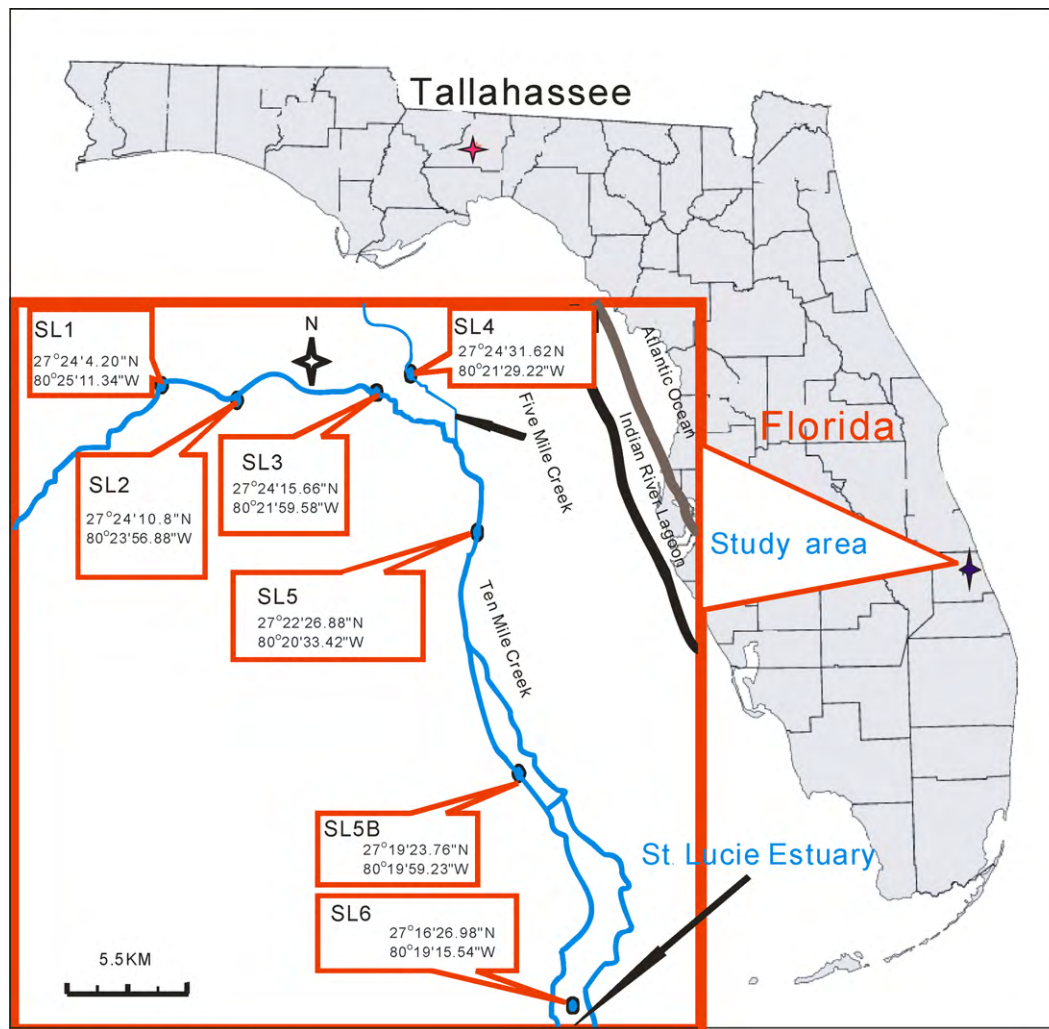 Tallahassee
SL1
27°24'4.20"N
80°25'11.34"W
N
SL4
27°24'31.62N
80°21'29.22"W
Atlantic Ocean
Florida
Five Mile Creek
Indian River Lagoon
SL2
27°24'10.8"N
80°23'56.88"W
SL3
27°24'15.66"N
80°21'59.58"W
Study area
SL5
27°22'26.88"N
80°20'33.42"W
Ten Mile Creek
SL5B
27°19'23.76"N
80°19'59.23"W
St. Lucie Estuary
SL6
27°16'26.98"N
80°19'15.54"W
5.5KM